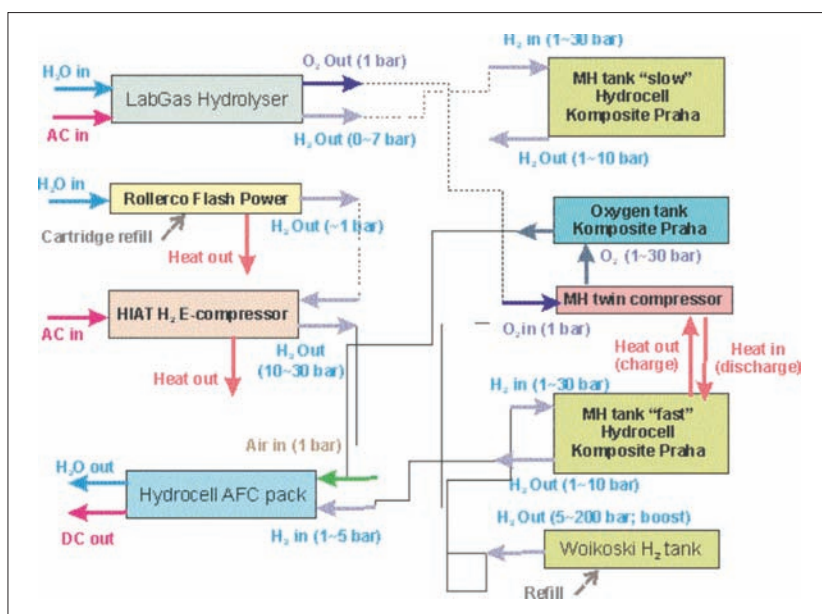 H₂O in
AC in
LabGas Hydrolyser
O₂ Out (1 bar)
H₂ Out (0~7 bar)
H₂ in (1~30 bar)
MH tank “slow”
Hydrocell
Komposite Praha
H₂ Out (1~10 bar)
H₂O in
Rollerco Flash Power
Cartridge refill
H₂ Out (~1 bar)
Heat out
Oxygen tank
Komposite Praha
O₂ (1~30 bar)
MH twin compressor
O₂in (1 bar)
HIAT H₂ E-compressor
AC in
H₂ Out
(10~30 bar)
Heat out
Heat out
(charge)
Heat in
(discharge)
H₂ in (1~30 bar)
MH tank “fast”
Hydrocell
Komposite Praha
H₂ Out (1~10 bar)
Air in (1 bar)
H₂O out
Hydrocell AFC pack
DC out
H₂ in (1~5 bar)
H₂ Out (5~200 bar; boost)
Woikoski H₂ tank
Refill